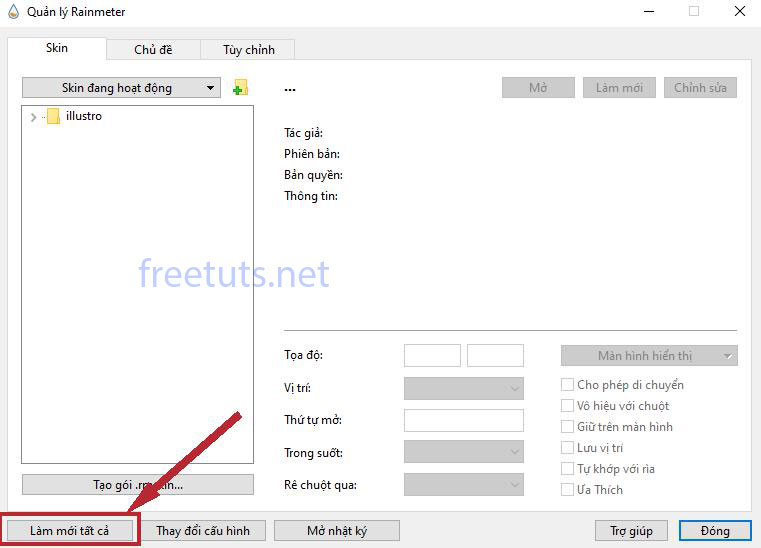 Quản lý Rainmeter
Skin Chủ đề Tùy chỉnh
Skin đang hoạt động ... Mở Làm mới Chỉnh sửa
illustro
Tác giả:
Phiên bản:
Bản quyền:
Thông tin:
freetuts.net
Tọa độ: Màn hình hiển thị
Vị trí: Cho phép di chuyển
Vô hiệu với chuột
Thứ tự mở: Giữ trên màn hình
Trong suốt: Lưu vị trí
Tự khớp với rìa
Rê chuột qua: Ưa Thích
Tạo gói
Làm mới tất cả Thay đổi cấu hình Mở nhật ký Trợ giúp Đóng